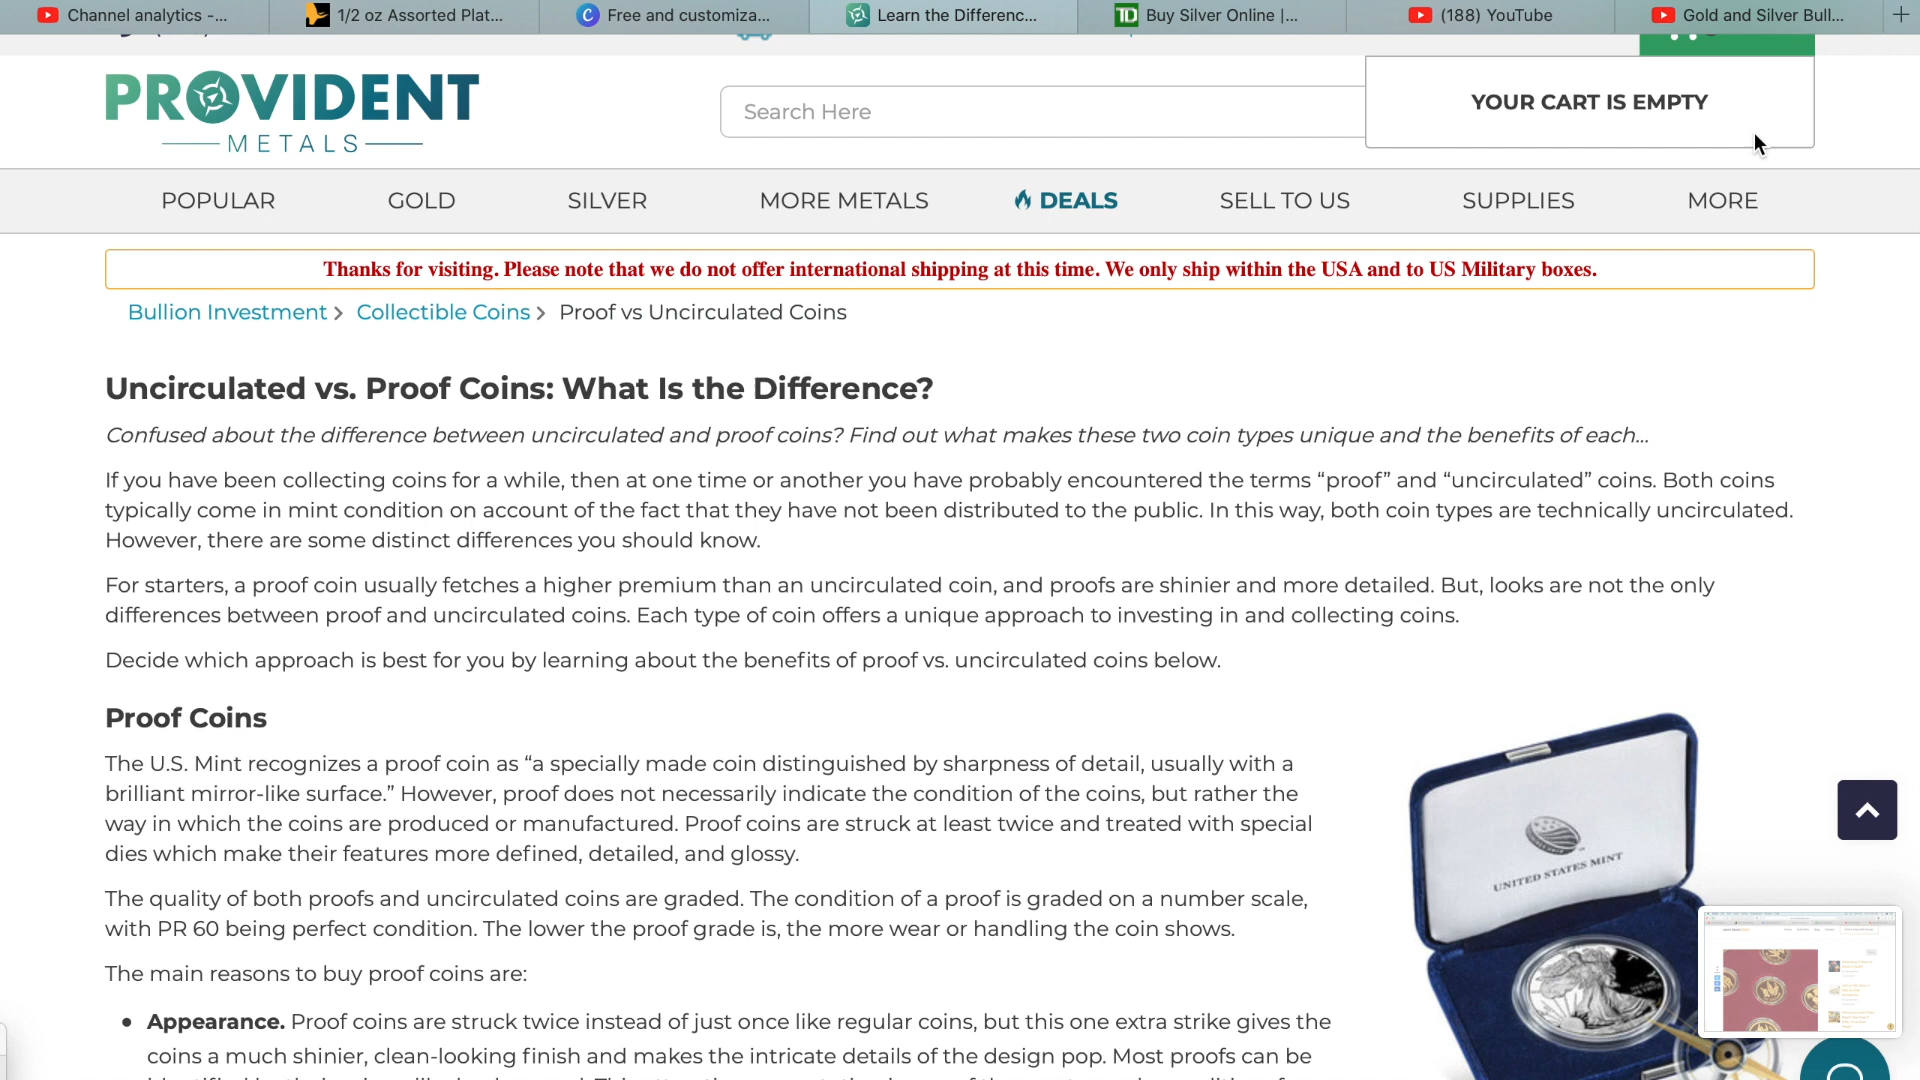 Channel analytics -...
1/2 oz Assorted Plat...
Free and customiza...
Learn the Differenc...
TD Buy Silver Online |...
(188) YouTube
Gold and Silver Bull...
PROVIDENT
METALS
Search Here
YOUR CART IS EMPTY
POPULAR GOLD SILVER MORE METALS DEALS SELL TO US SUPPLIES MORE
Thanks for visiting. Please note that we do not offer international shipping at this time. We only ship within the USA and to US Military boxes.
Bullion Investment > Collectible Coins > Proof vs Uncirculated Coins
Uncirculated vs. Proof Coins: What Is the Difference?
Confused about the difference between uncirculated and proof coins? Find out what makes these two coin types unique and the benefits of each...
If you have been collecting coins for a while, then at one time or another you have probably encountered the terms “proof” and “uncirculated” coins. Both coins
typically come in mint condition on account of the fact that they have not been distributed to the public. In this way, both coin types are technically uncirculated.
However, there are some distinct differences you should know.
For starters, a proof coin usually fetches a higher premium than an uncirculated coin, and proofs are shinier and more detailed. But, looks are not the only
differences between proof and uncirculated coins. Each type of coin offers a unique approach to investing in and collecting coins.
Decide which approach is best for you by learning about the benefits of proof vs. uncirculated coins below.
Proof Coins
The U.S. Mint recognizes a proof coin as “a specially made coin distinguished by sharpness of detail, usually with a
brilliant mirror-like surface.” However, proof does not necessarily indicate the condition of the coins, but rather the
way in which the coins are produced or manufactured. Proof coins are struck at least twice and treated with special
dies which make their features more defined, detailed, and glossy.
The quality of both proofs and uncirculated coins are graded. The condition of a proof is graded on a number scale,
with PR 60 being perfect condition. The lower the proof grade is, the more wear or handling the coin shows.
The main reasons to buy proof coins are:
• Appearance. Proof coins are struck twice instead of just once like regular coins, but this one extra strike gives the
coins a much shinier, clean-looking finish and makes the intricate details of the design pop. Most proofs can be
UNITED STATES MINT